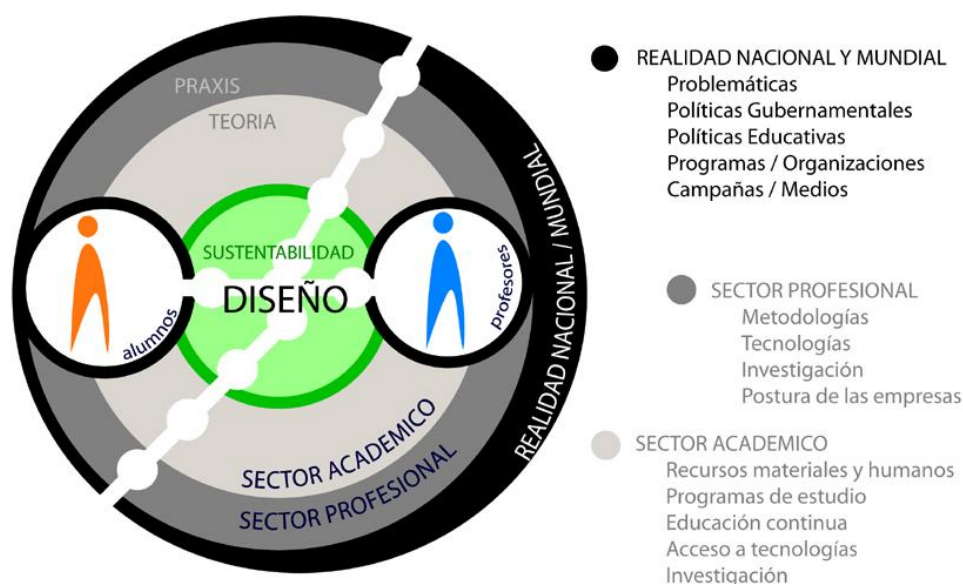 PRAXIS
TEORIA
SUSTENTABILIDAD
DISEÑO
alumnos
profesores
SECTOR ACADEMICO
SECTOR PROFESIONAL
REALIDAD NACIONAL / MUNDIAL
REALIDAD NACIONAL Y MUNDIAL
Problemáticas
Políticas Gubernamentales
Políticas Educativas
Programas / Organizaciones
Campañas / Medios
SECTOR PROFESIONAL
Metodologías
Tecnologías
Investigación
Postura de las empresas
SECTOR ACADEMICO
Recursos materiales y humanos
Programas de estudio
Educación continua
Acceso a tecnologías
Investigación